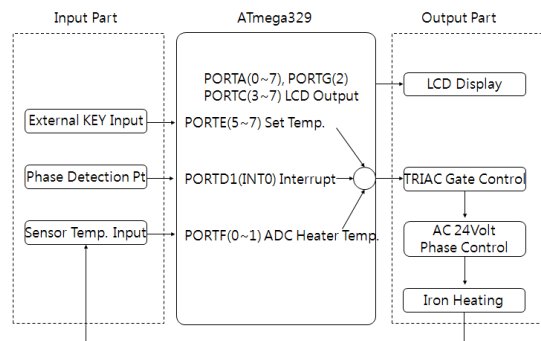 Input Part
ATmega329
Output Part
PORTA(0~7), PORTG(2)
PORTC(3~7) LCD Output
LCD Display
External KEY Input
PORTE(5~7) Set Temp.
Phase Detection Pt
PORTD1(INT0) Interrupt
TRIAC Gate Control
Sensor Temp. Input
PORTF(0~1) ADC Heater Temp.
AC 24Volt
Phase Control
Iron Heating